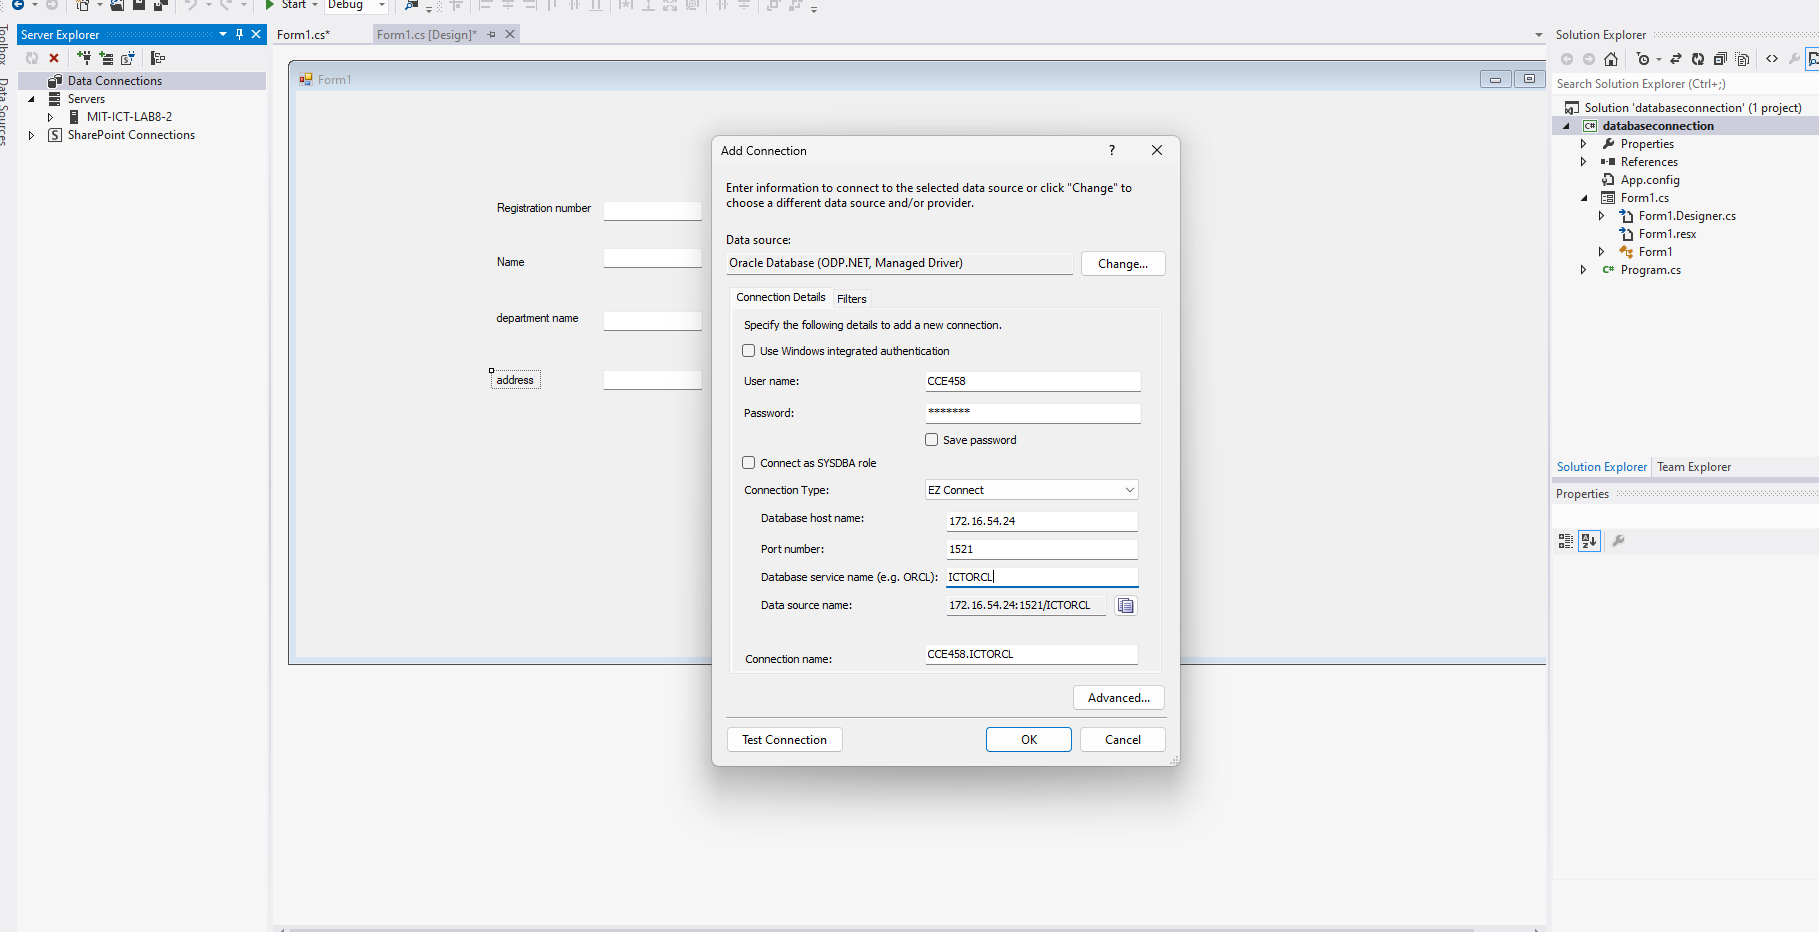 Start
Debug
Toolbox
Data Sources
Server Explorer
Data Connections
Servers
MIT-ICT-LAB8-2
SharePoint Connections
Form1.cs*
Form1.cs [Design]*
Form1
Registration number
Name
department name
address
Add Connection
?
Enter information to connect to the selected data source or click "Change" to
choose a different data source and/or provider.
Data source:
Oracle Database (ODP.NET, Managed Driver)
Change...
Connection Details
Filters
Specify the following details to add a new connection.
Use Windows integrated authentication
User name:
CCE458
Password:
*******
Save password
Connect as SYSDBA role
Connection Type:
EZ Connect
Database host name:
172.16.54.24
Port number:
1521
Database service name (e.g. ORCL):
ICTORCL
Data source name:
172.16.54.24:1521/ICTORCL
Connection name:
CCE458.ICTORCL
Advanced...
Test Connection
OK
Cancel
Solution Explorer
Search Solution Explorer (Ctrl+;)
Solution 'databaseconnection' (1 project)
C# databaseconnection
Properties
References
App.config
Form1.cs
Form1.Designer.cs
Form1.resx
Form1
C# Program.cs
Solution Explorer
Team Explorer
Properties